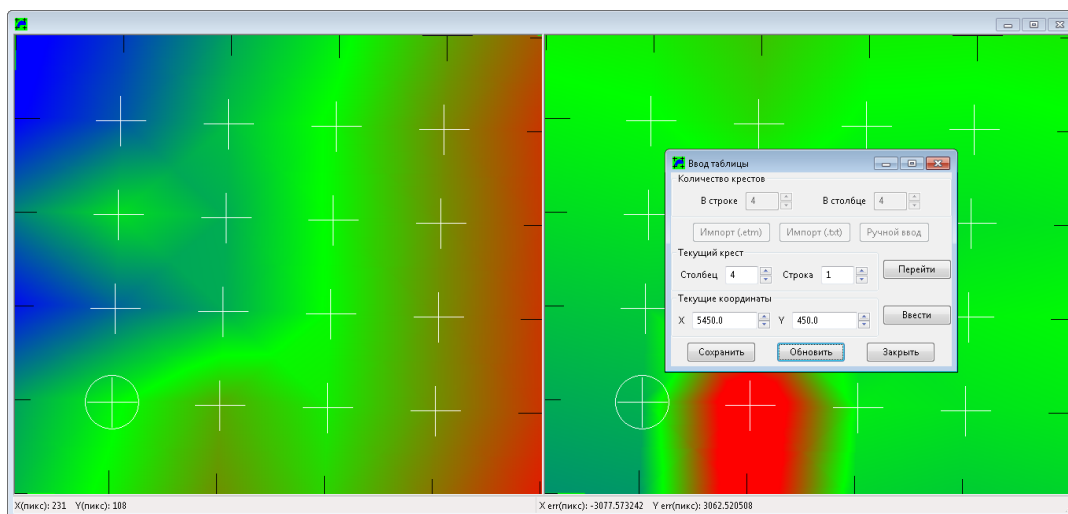 Ввод таблицы
Количество крестов
В строке 4 В столбце 4
Импорт (.etm) Импорт (.txt) Ручной ввод
Текущий крест
Столбец 4 Строка 1 Перейти
Текущие координаты
X 5450.0 Y 450.0 Ввести
Сохранить Обновить Закрыть
X(пикс): 231 Y(пикс): 108 X err(пикс): -3077.573242 Y err(пикс): 3062.520508